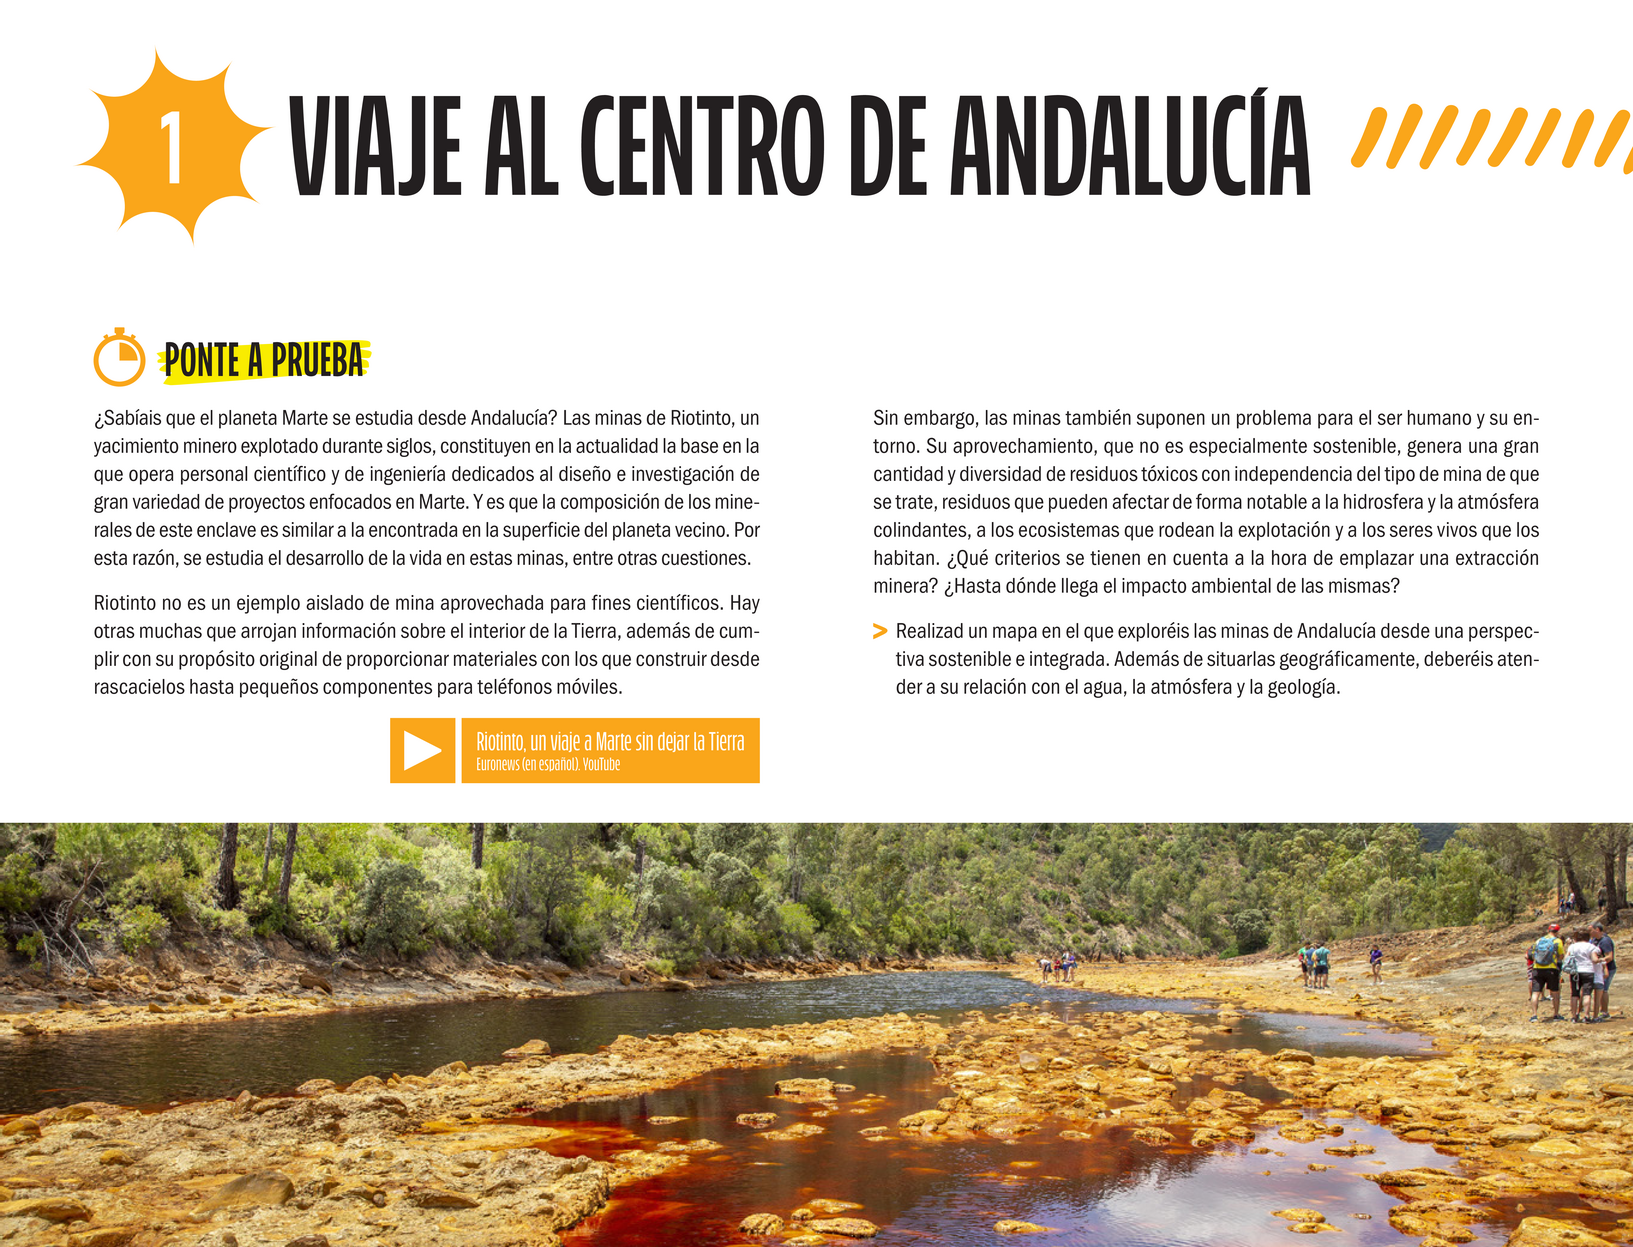 1
VIAJE AL CENTRO DE ANDALUCÍA
PONTE A PRUEBA
¿Sabíais que el planeta Marte se estudia desde Andalucía? Las minas de Riotinto, un
yacimiento minero explotado durante siglos, constituyen en la actualidad la base en la
que opera personal científico y de ingeniería dedicados al diseño e investigación de
gran variedad de proyectos enfocados en Marte. Y es que la composición de los mine-
rales de este enclave es similar a la encontrada en la superficie del planeta vecino. Por
esta razón, se estudia el desarrollo de la vida en estas minas, entre otras cuestiones.
Riotinto no es un ejemplo aislado de mina aprovechada para fines científicos. Hay
otras muchas que arrojan información sobre el interior de la Tierra, además de cum-
plir con su propósito original de proporcionar materiales con los que construir desde
rascacielos hasta pequeños componentes para teléfonos móviles.
Riotinto, un viaje a Marte sin dejar la Tierra
Euronews (en español). YouTube
Sin embargo, las minas también suponen un problema para el ser humano y su en-
torno. Su aprovechamiento, que no es especialmente sostenible, genera una gran
cantidad y diversidad de residuos tóxicos con independencia del tipo de mina de que
se trate, residuos que pueden afectar de forma notable a la hidrosfera y la atmósfera
colindantes, a los ecosistemas que rodean la explotación y a los seres vivos que los
habitan. ¿Qué criterios se tienen en cuenta a la hora de emplazar una extracción
minera? ¿Hasta dónde llega el impacto ambiental de las mismas?
> Realizad un mapa en el que exploréis las minas de Andalucía desde una perspec-
tiva sostenible e integrada. Además de situarlas geográficamente, deberéis aten-
der a su relación con el agua, la atmósfera y la geología.